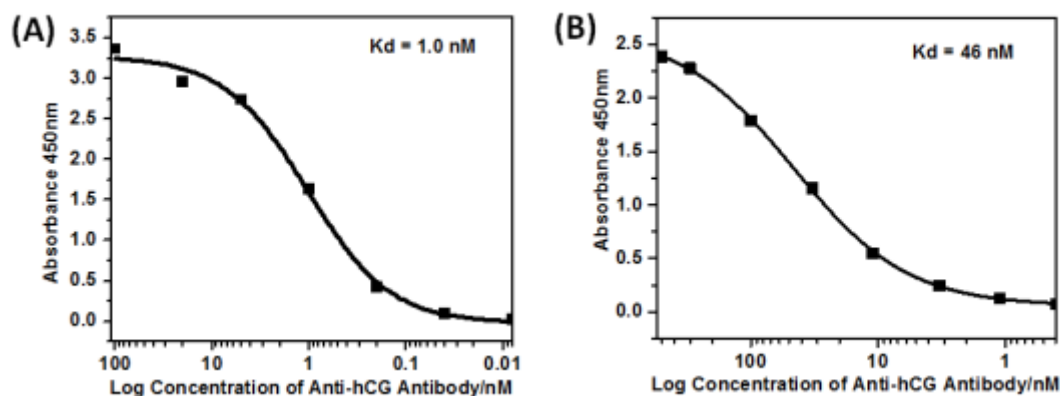 (A)
Kd = 1.0 nM
Absorbance 450nm
3.5
3.0
2.5
2.0
1.5
1.0
0.5
0.0
100
10
1
0.1
0.01
Log Concentration of Anti-hCG Antibody/nM
(B)
Kd = 46 nM
Absorbance 450nm
2.5
2.0
1.5
1.0
0.5
0.0
100
10
1
Log Concentration of Anti-hCG Antibody/nM